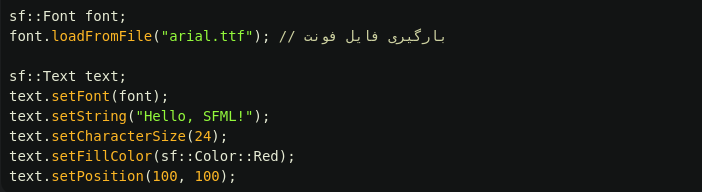 sf::Font font;
font.loadFromFile("arial.ttf"); // بارگیری فایل فونت
sf::Text text;
text.setFont(font);
text.setString("Hello, SFML!");
text.setCharacterSize(24);
text.setFillColor(sf::Color::Red);
text.setPosition(100, 100);